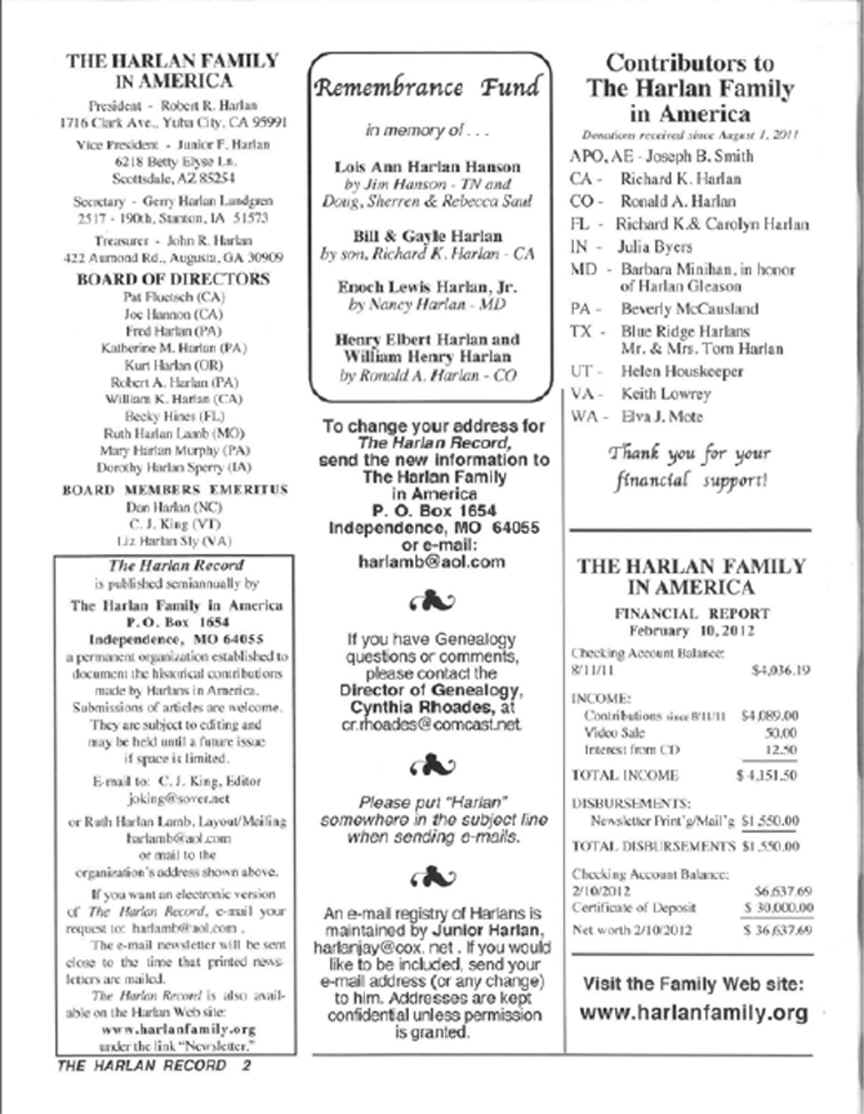 THE HARLAN FAMILY
IN AMERICA
President - Robert R. Harlan
1716 Clark Ave., Yuba City, CA 95991
Vice President - Junior F. Harlan
6218 Betty Elyse Ln.
Scottsdale, AZ 85254
Secretary - Gerry Harlan Lundgren
2517 - 190th, Stanton, IA 51573
Treasurer - John R. Harlan
422 Aumond Rd., Augusta, GA 30909
BOARD OF DIRECTORS
Pat Fluetsch (CA)
Joe Hannon (CA)
Fred Harlan (PA)
Katherine M. Harlan (PA)
Kurt Harlan (OR)
Robert A. Harlan (PA)
William K. Harlan (CA)
Becky Hines (FL)
Ruth Harlan Lamb (MO)
Mary Harlan Murphy (PA)
Dorothy Harlan Sperry (IA)
BOARD MEMBERS EMERITUS
Dan Harlan (NC)
C. J. King (VT)
Liz Harlan Sly (VA)
The Harlan Record
is published semiannually by
The Harlan Family in America
P. O. Box 1654
Independence, MO 64055
a permanent organization established to
document the historical contributions
made by Harlans in America.
Submissions of articles are welcome.
They are subject to editing and
may be held until a future issue
if space is limited.
E-mail to: C. J. King, Editor
joking@sover.net
or Ruth Harlan Lamb, Layout/Mailing
harlamb@aol.com
or mail to the
organization's address shown above.
If you want an electronic version
of The Harlan Record, e-mail your
request to: harlamb@aol.com .
The e-mail newsletter will be sent
close to the time that printed news-
letters are mailed.
The Harlan Record is also avail-
able on the Harlan Web site:
www.harlanfamily.org
under the link "Newsletter."
THE HARLAN RECORD 2
Remembrance Fund
in memory of . . .
Lois Ann Harlan Hanson
by Jim Hanson - TN and
Doug, Sherren & Rebecca Saul
Bill & Gayle Harlan
by son, Richard K. Harlan - CA
Enoch Lewis Harlan, Jr.
by Nancy Harlan - MD
Henry Elbert Harlan and
William Henry Harlan
by Ronald A. Harlan - CO
To change your address for
The Harlan Record,
send the new information to
The Harlan Family
in America
P. O. Box 1654
Independence, MO 64055
or e-mail:
harlamb@aol.com
If you have Genealogy
questions or comments,
please contact the
Director of Genealogy,
Cynthia Rhoades, at
cr.rhoades@comcast.net.
Please put "Harlan"
somewhere in the subject line
when sending e-mails.
An e-mail registry of Harlans is
maintained by Junior Harlan,
harlanjay@cox. net . If you would
like to be included, send your
e-mail address (or any change)
to him. Addresses are kept
confidential unless permission
is granted.
Contributors to
The Harlan Family
in America
Donations received since August 1, 2011
APO, AE - Joseph B. Smith
CA - Richard K. Harlan
CO - Ronald A. Harlan
FL - Richard K.& Carolyn Harlan
IN - Julia Byers
MD - Barbara Minihan, in honor
of Harlan Gleason
PA - Beverly McCausland
TX - Blue Ridge Harlans
Mr. & Mrs. Tom Harlan
UT - Helen Houskeeper
VA - Keith Lowrey
WA - Elva J. Mote
Thank you for your
financial support!
THE HARLAN FAMILY
IN AMERICA
FINANCIAL REPORT
February 10, 2012
Checking Account Balance:
8/11/11 $4,036.19
INCOME:
Contributions since 8/11/11 $4,089.00
Video Sale 50.00
Interest from CD 12.50
TOTAL INCOME $ 4,151.50
DISBURSEMENTS:
Newsletter Print'g/Mail'g $1,550.00
TOTAL DISBURSEMENTS $1,550.00
Checking Account Balance:
2/10/2012 $6,637.69
Certificate of Deposit $ 30,000.00
Net worth 2/10/2012 $ 36,637.69
Visit the Family Web site:
www.harlanfamily.org